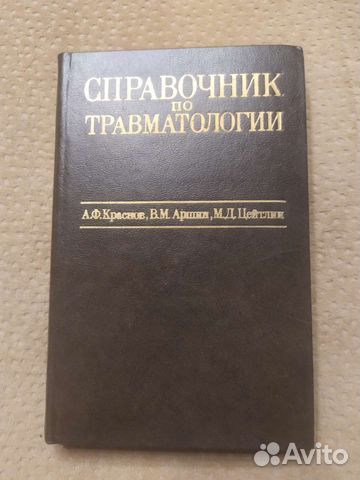 СПРАВОЧНИК
ПО
ТРАВМАТОЛОГИИ
А.Ф.Краснов, В.М.Аршин, М.Д.Цейтлин
Avito